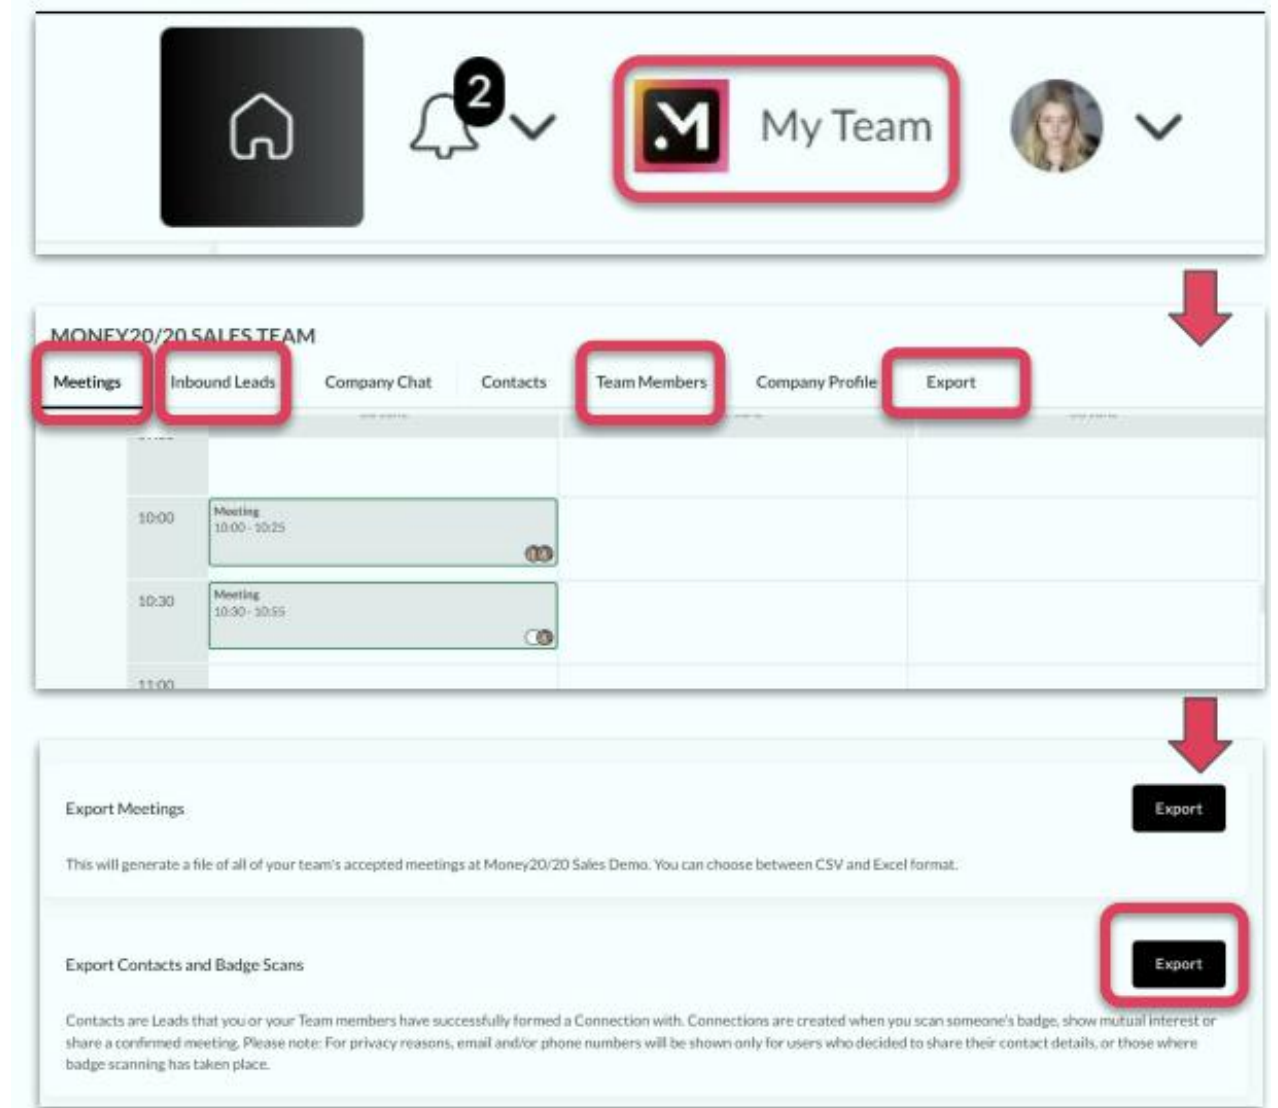 2
My Team
MONEY20/20 SALES TEAM
Meetings Inbound Leads Company Chat Contacts Team Members Company Profile Export
10:00 Meeting
10:00 - 10:25
10:30 Meeting
10:30 - 10:55
11:00
Export Meetings Export
This will generate a file of all of your team's accepted meetings at Money20/20 Sales Demo. You can choose between CSV and Excel format.
Export Contacts and Badge Scans Export
Contacts are Leads that you or your Team members have successfully formed a Connection with. Connections are created when you scan someone's badge, show mutual interest or
share a confirmed meeting. Please note: For privacy reasons, email and/or phone numbers will be shown only for users who decided to share their contact details, or those where
badge scanning has taken place.